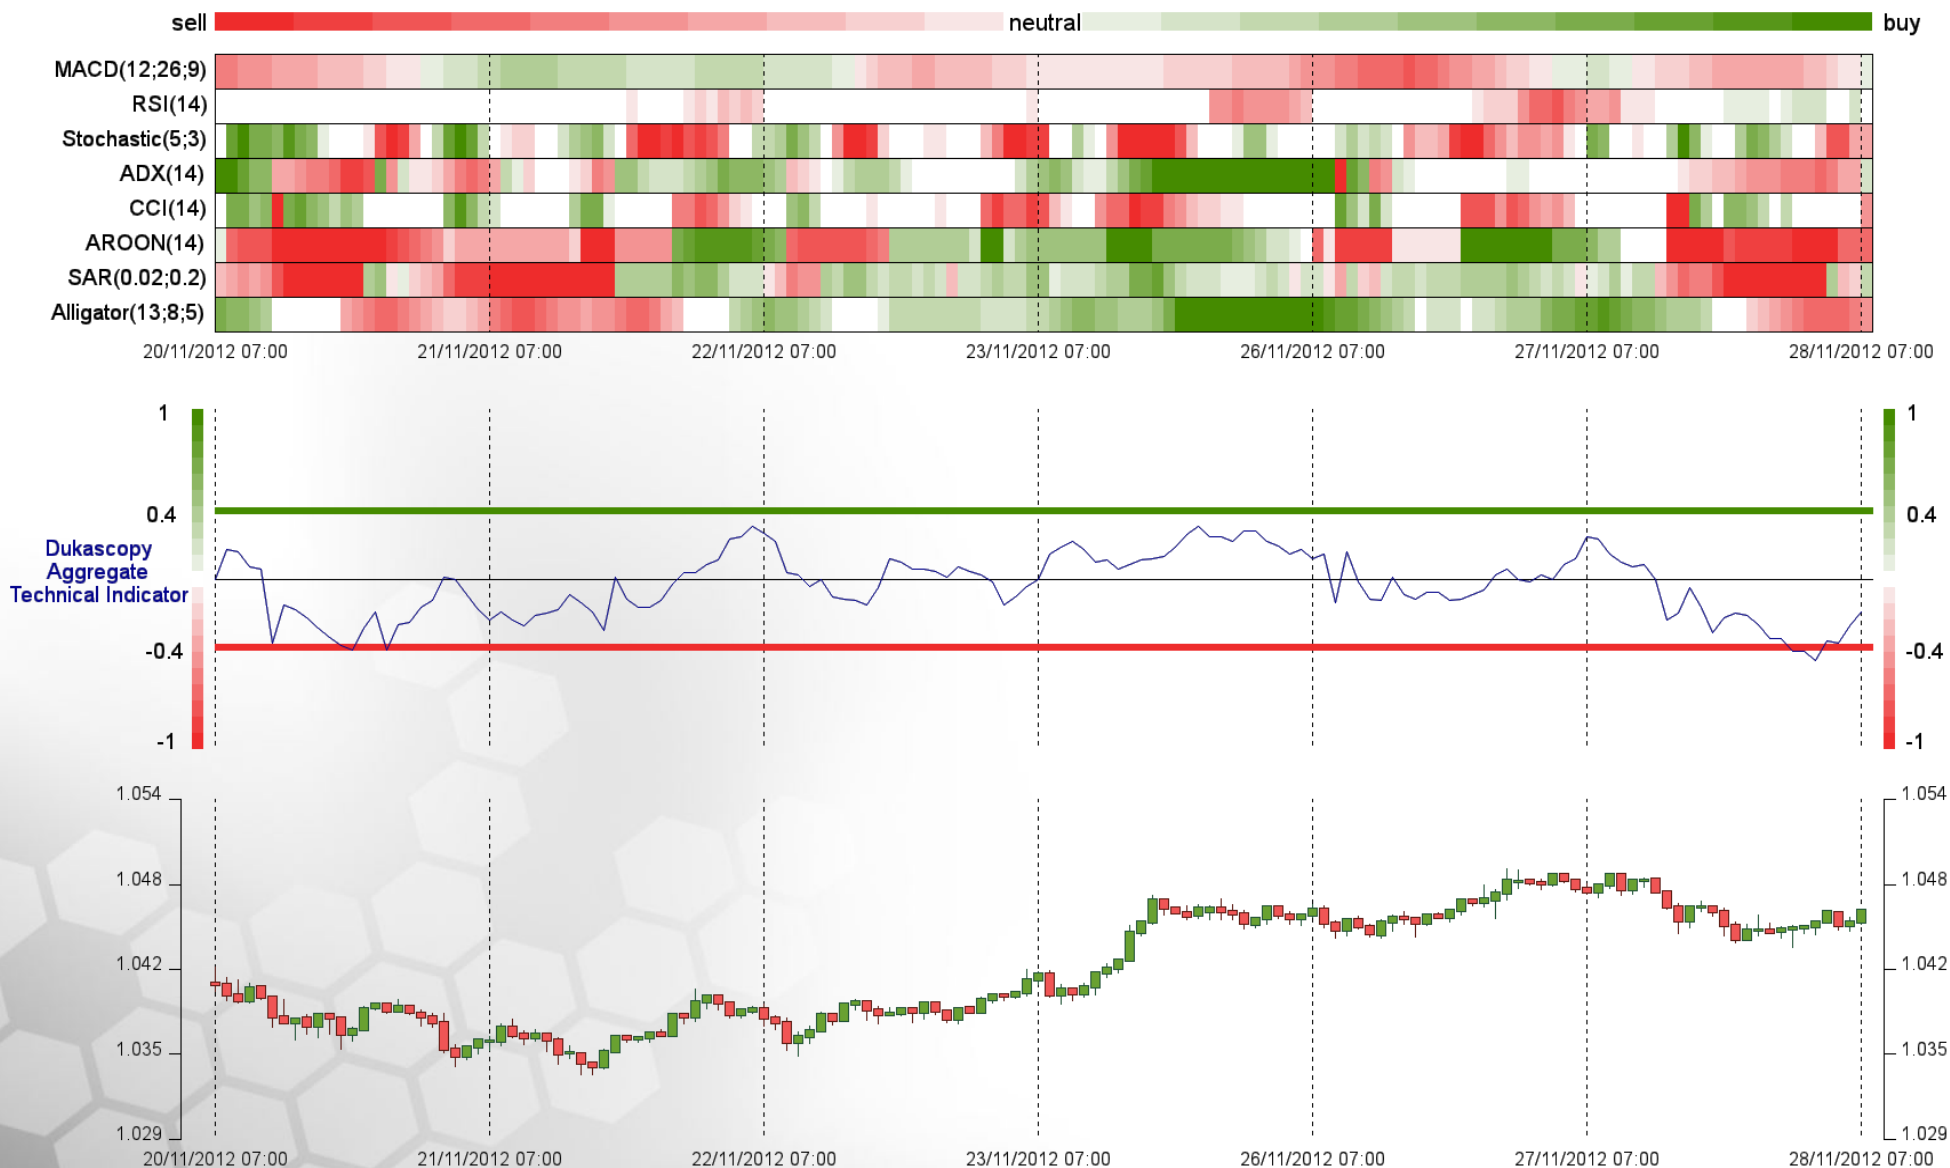 sell neutral buy
MACD(12;26;9)
RSI(14)
Stochastic(5;3)
ADX(14)
CCI(14)
AROON(14)
SAR(0.02;0.2)
Alligator(13;8;5)
20/11/2012 07:00 21/11/2012 07:00 22/11/2012 07:00 23/11/2012 07:00 26/11/2012 07:00 27/11/2012 07:00 28/11/2012 07:00
1 1
0.4 0.4
Dukascopy
Aggregate
Technical Indicator
-0.4 -0.4
-1 -1
1.054 1.054
1.048 1.048
1.042 1.042
1.035 1.035
1.029 1.029
20/11/2012 07:00 21/11/2012 07:00 22/11/2012 07:00 23/11/2012 07:00 26/11/2012 07:00 27/11/2012 07:00 28/11/2012 07:00